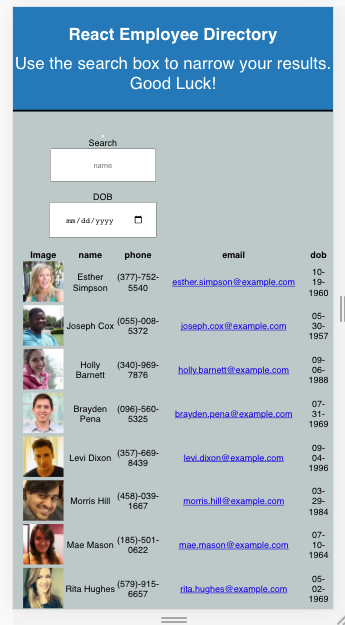 React Employee Directory
Use the search box to narrow your results.
Good Luck!
Search
name
DOB
mm/dd/yyyy
Image name phone email dob
Esther Simpson (377)-752-5540 esther.simpson@example.com 10-19-1960
Joseph Cox (055)-008-5372 joseph.cox@example.com 05-30-1957
Holly Barnett (340)-969-7876 holly.barnett@example.com 09-06-1988
Brayden Pena (096)-560-5325 brayden.pena@example.com 07-31-1969
Levi Dixon (357)-669-8439 levi.dixon@example.com 09-04-1996
Morris Hill (458)-039-1667 morris.hill@example.com 03-29-1984
Mae Mason (185)-501-0622 mae.mason@example.com 07-10-1964
Rita Hughes (579)-915-6657 rita.hughes@example.com 05-02-1969